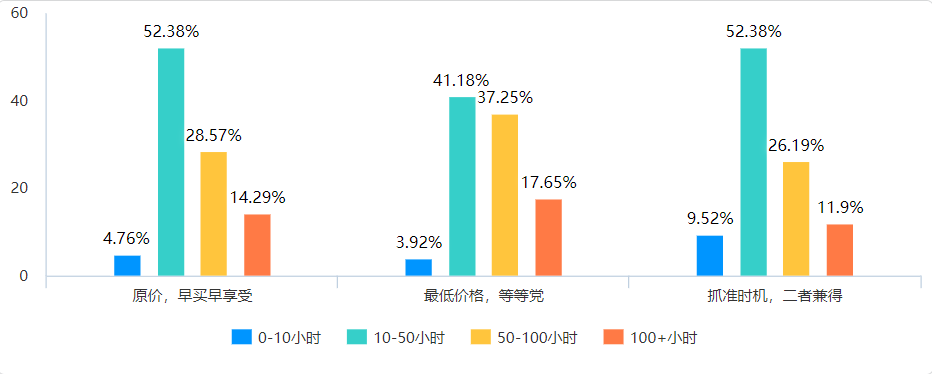 60
40
20
0
52.38%
28.57%
14.29%
4.76%
41.18%
37.25%
17.65%
3.92%
52.38%
26.19%
11.9%
9.52%
原价，早买早享受
最低价格，等等党
抓准时机，二者兼得
0-10小时
10-50小时
50-100小时
100+小时